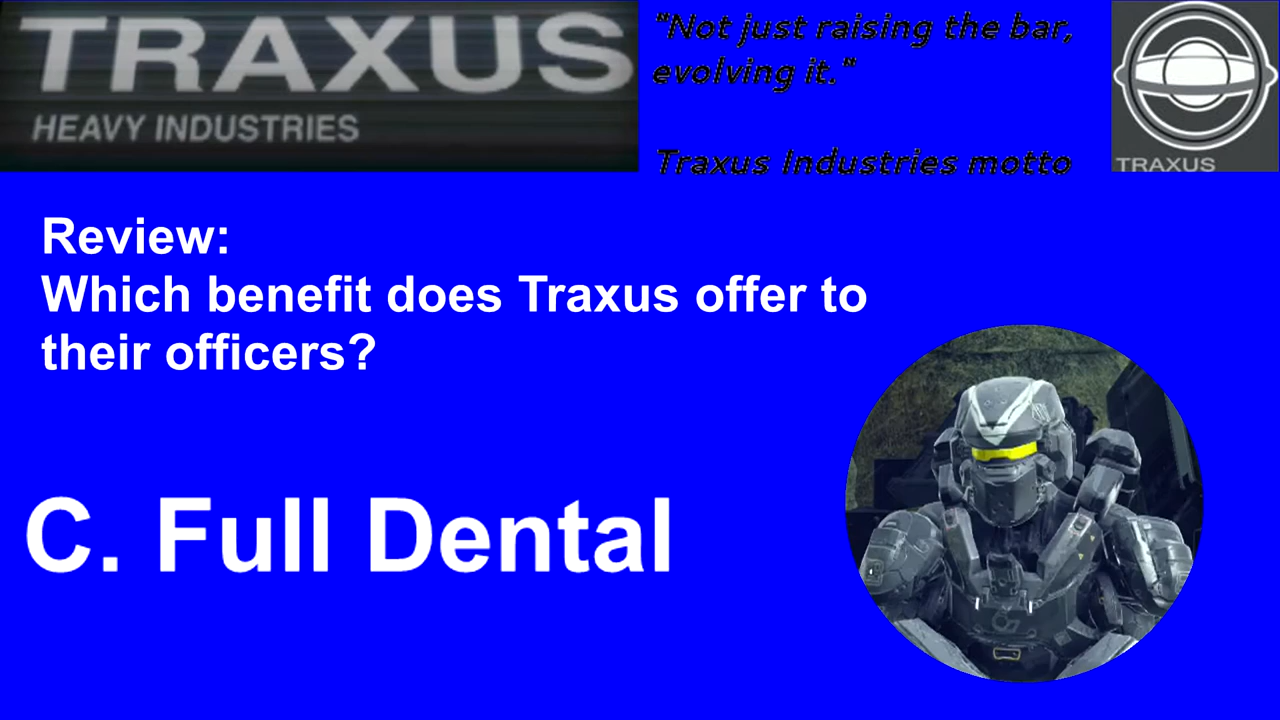 TRAXUS
HEAVY INDUSTRIES
"Not just raising the bar,
evolving it."
Traxus Industries motto
TRAXUS
Review:
Which benefit does Traxus offer to
their officers?
C. Full Dental